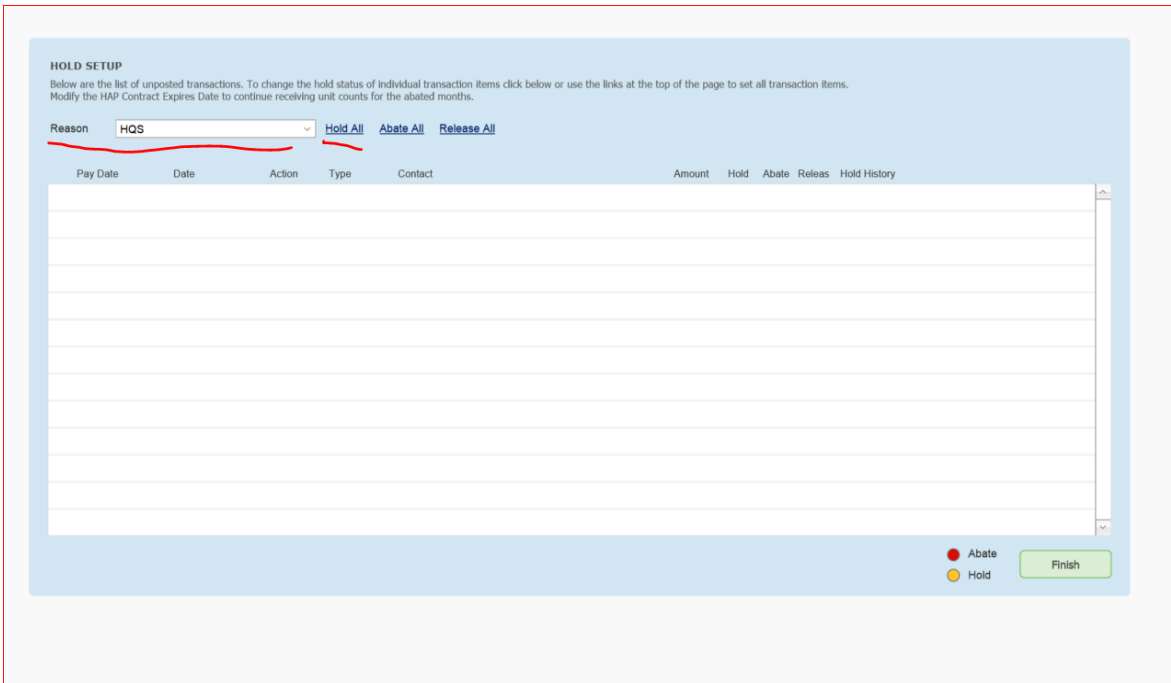 HOLD SETUP
Below are the list of unposted transactions. To change the hold status of individual transaction items click below or use the links at the top of the page to set all transaction items.
Modify the HAP Contract Expires Date to continue receiving unit counts for the abated months.
Reason HQS Hold All Abate All Release All
Pay Date Date Action Type Contact Amount Hold Abate Releas Hold History
Abate
Hold
Finish